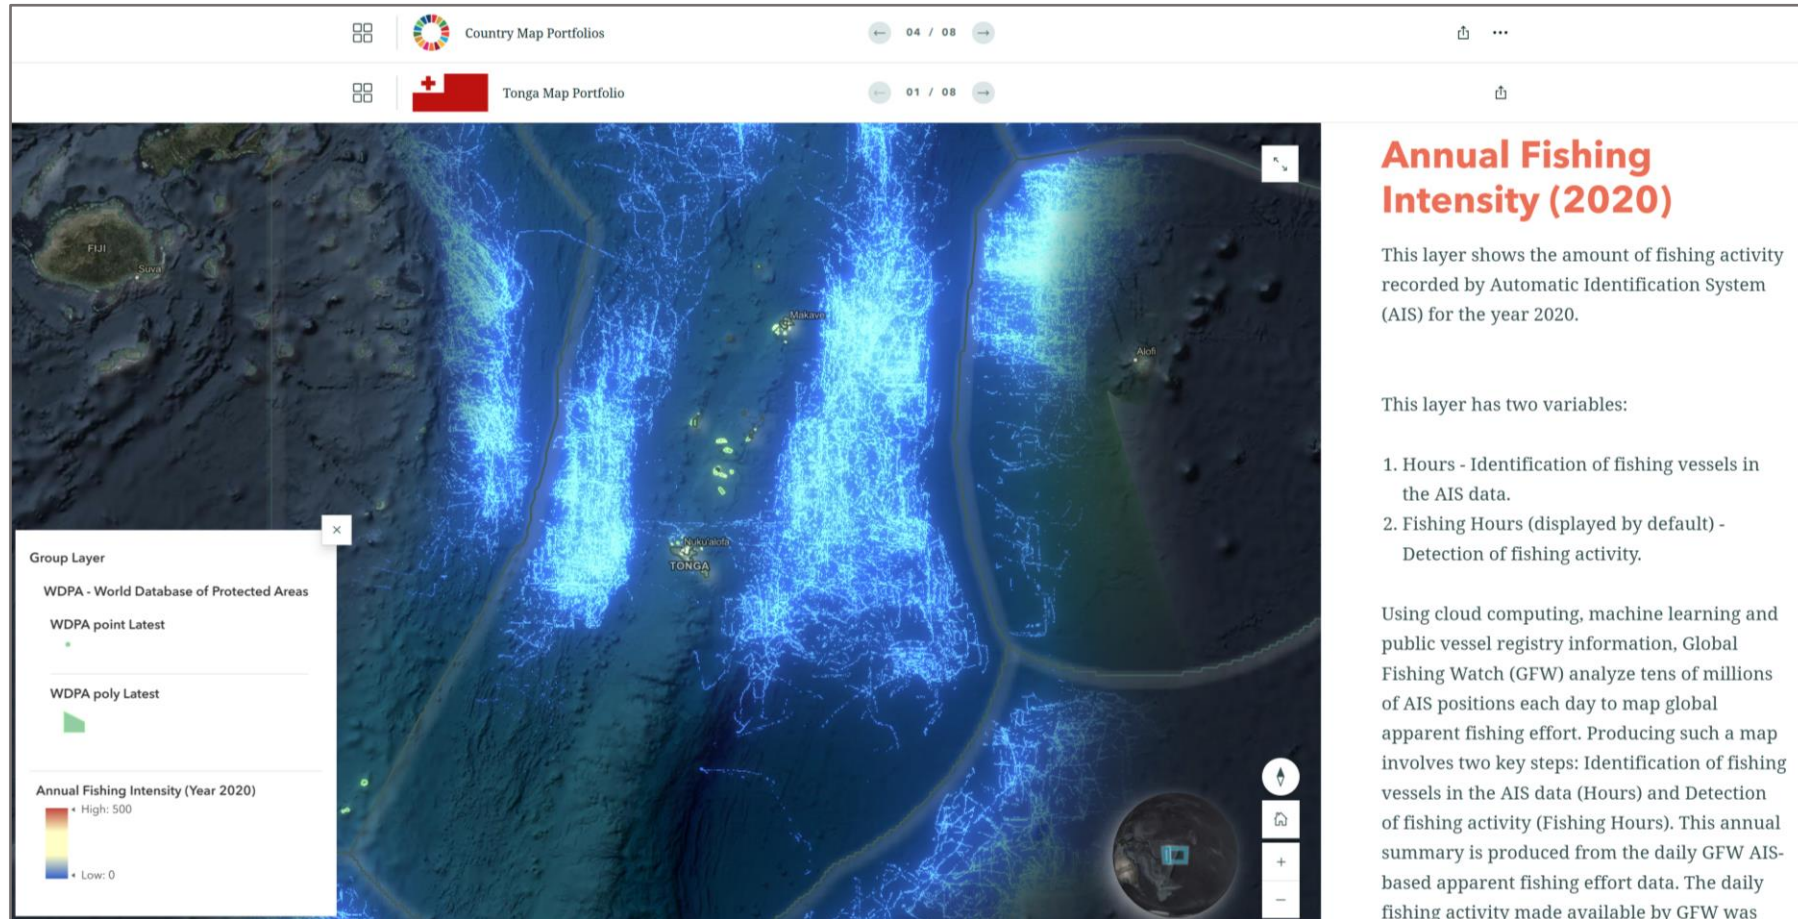 Country Map Portfolios
04 / 08
Tonga Map Portfolio
01 / 08
FIJI
Suva
Makave
Alofi
Nuku'alofa
TONGA
Group Layer
WDPA - World Database of Protected Areas
WDPA point Latest
WDPA poly Latest
Annual Fishing Intensity (Year 2020)
High: 500
Low: 0
Annual Fishing
Intensity (2020)
This layer shows the amount of fishing activity
recorded by Automatic Identification System
(AIS) for the year 2020.
This layer has two variables:
1. Hours - Identification of fishing vessels in
the AIS data.
2. Fishing Hours (displayed by default) -
Detection of fishing activity.
Using cloud computing, machine learning and
public vessel registry information, Global
Fishing Watch (GFW) analyze tens of millions
of AIS positions each day to map global
apparent fishing effort. Producing such a map
involves two key steps: Identification of fishing
vessels in the AIS data (Hours) and Detection
of fishing activity (Fishing Hours). This annual
summary is produced from the daily GFW AIS-
based apparent fishing effort data. The daily
fishing activity made available by GFW was